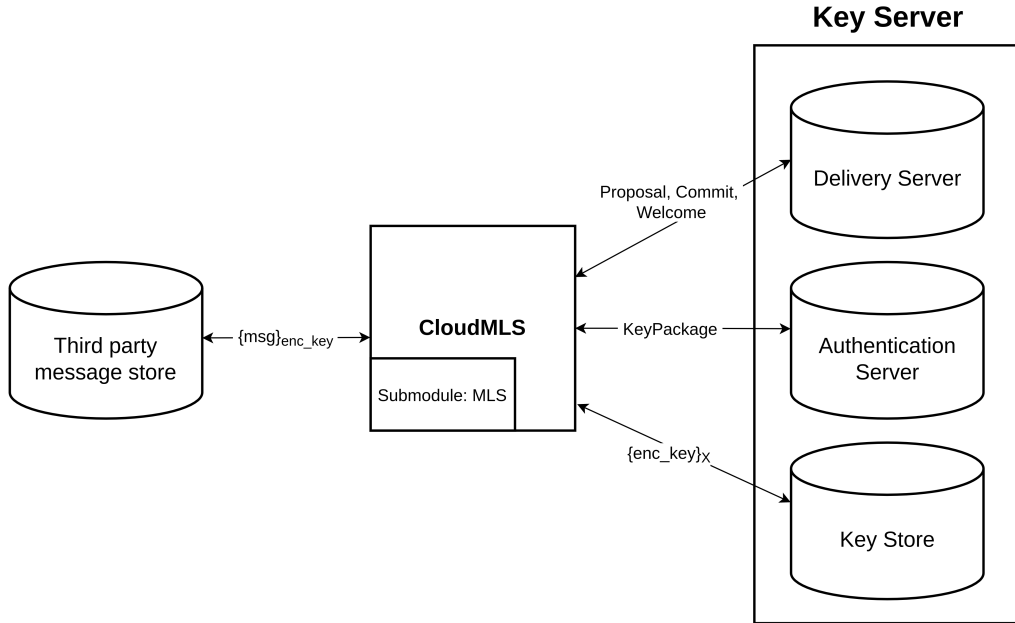 Key Server
Delivery Server
Proposal, Commit,
Welcome
CloudMLS
Third party
message store
{msg}enc_key
KeyPackage
Authentication
Server
Submodule: MLS
{enc_key}X
Key Store